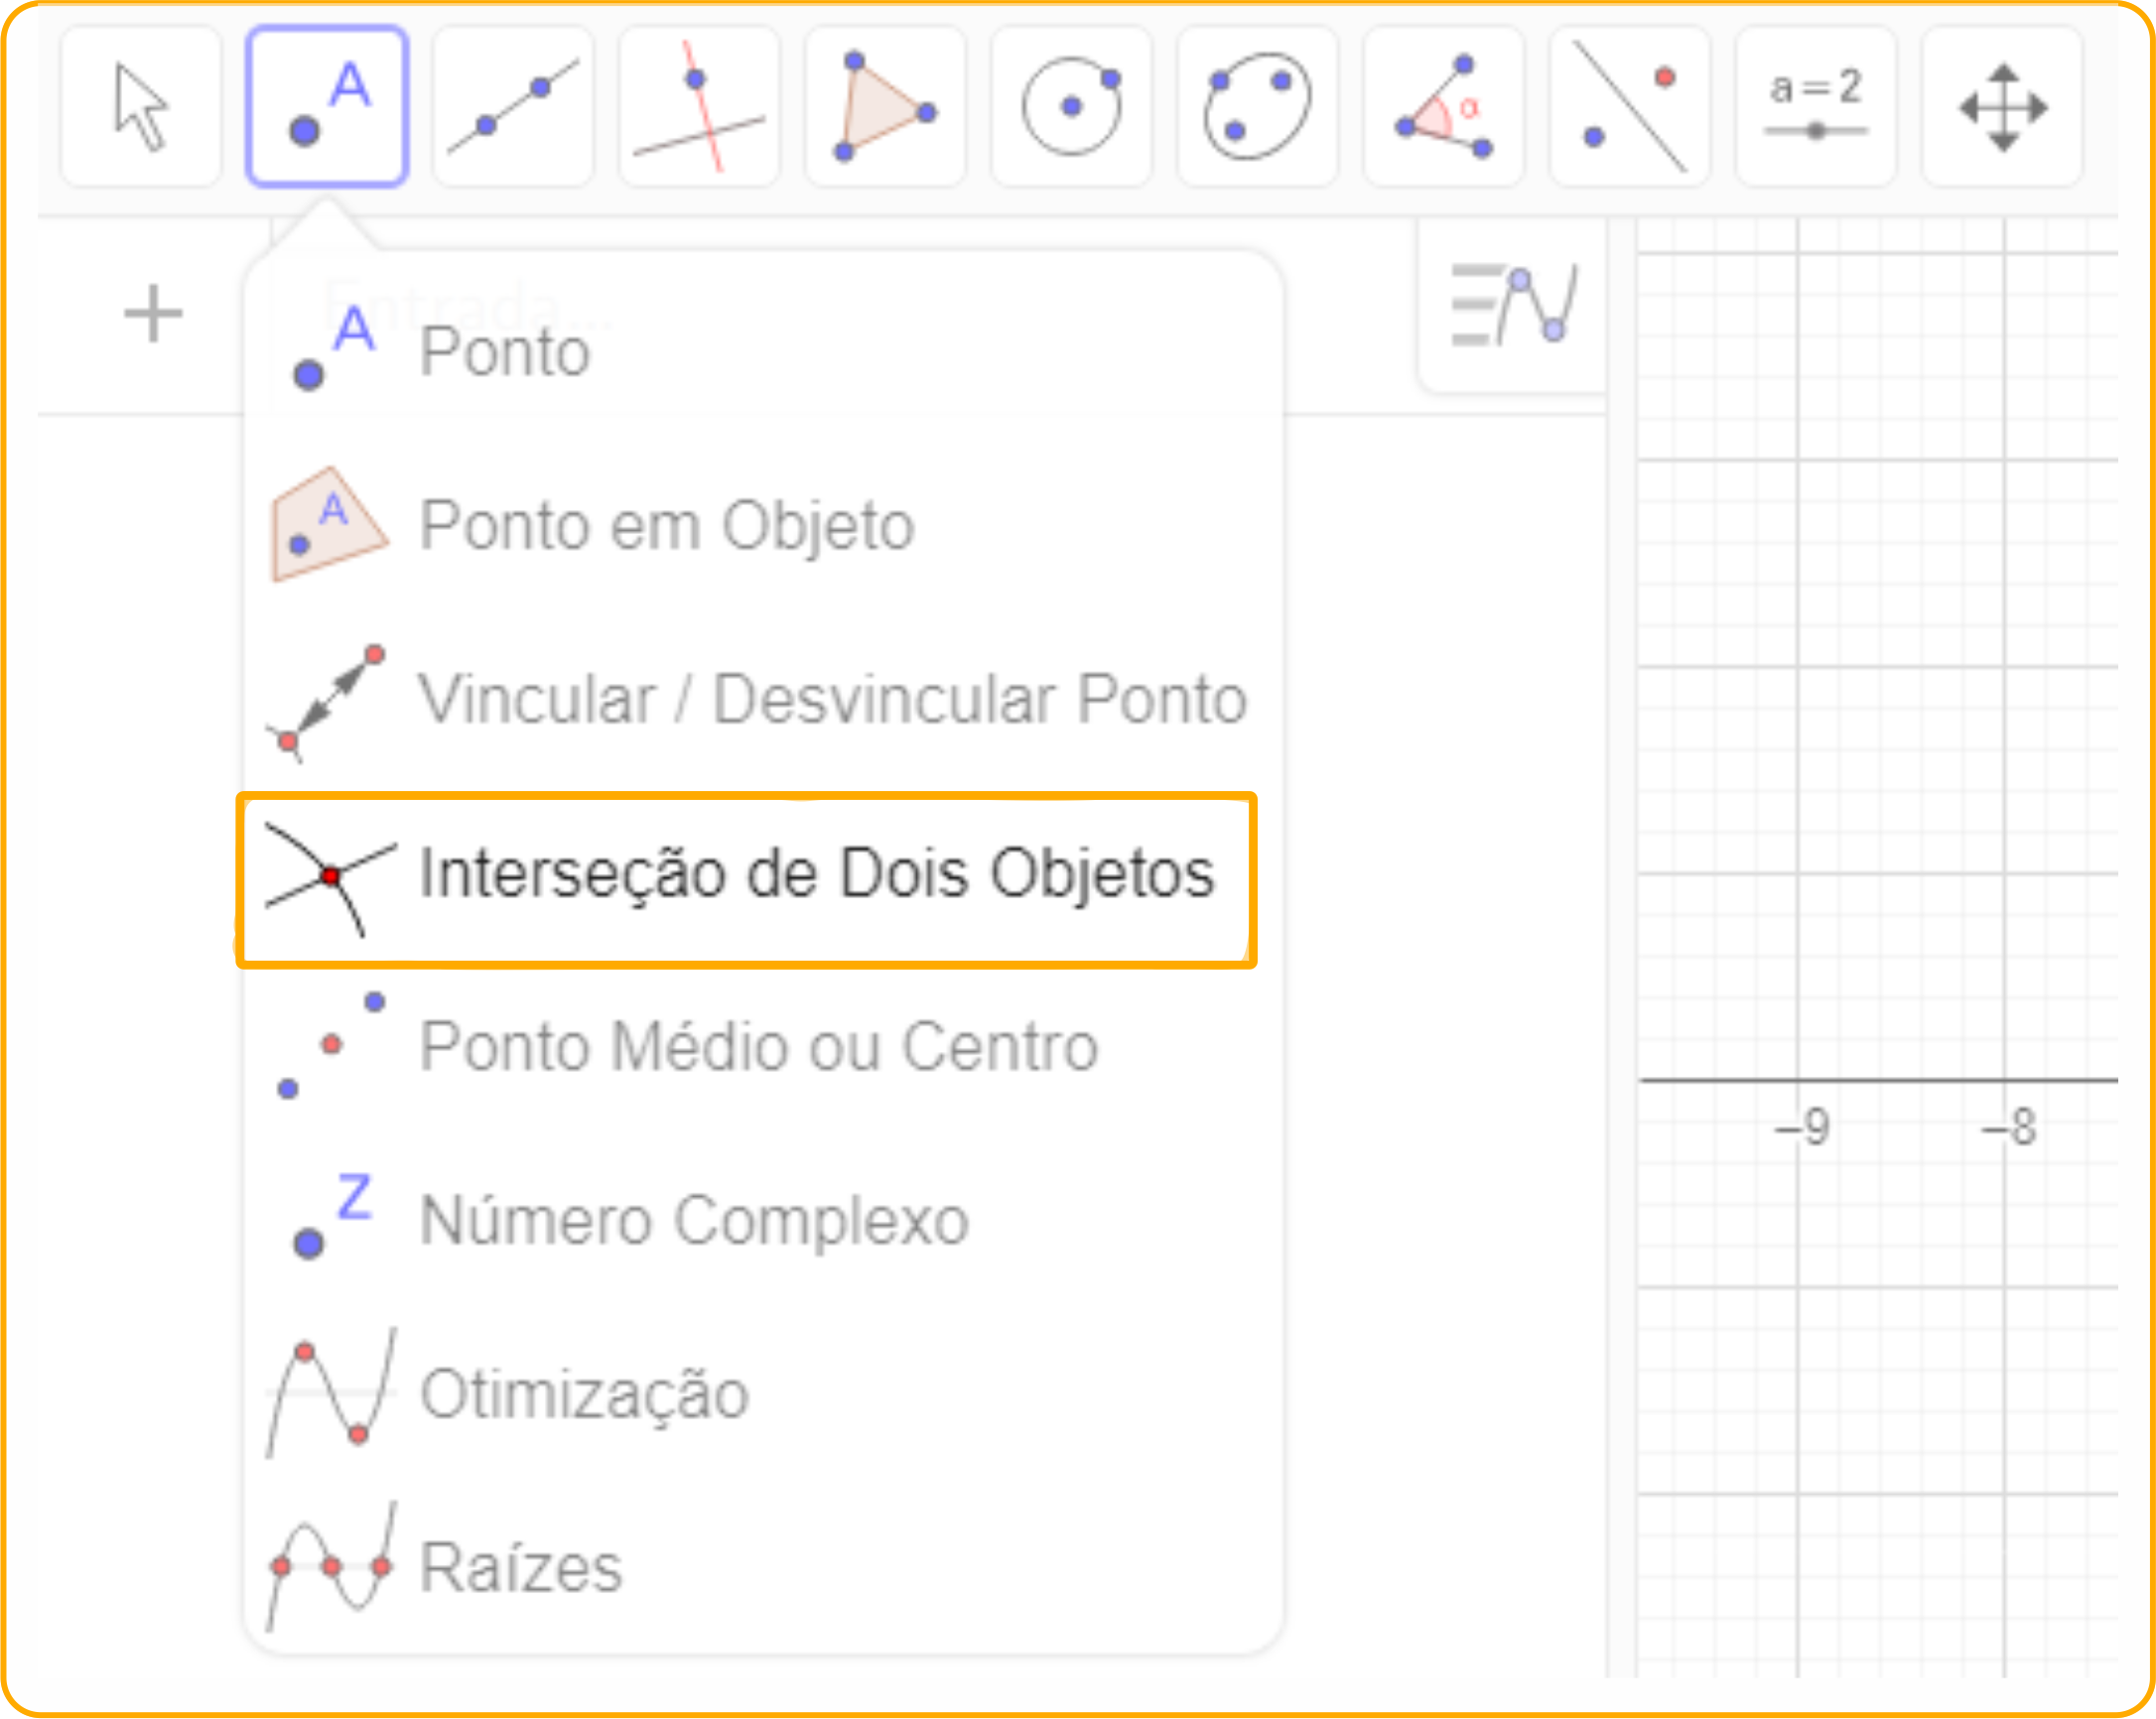 A
α
a = 2
Entrada...
A Ponto
A Ponto em Objeto
Vincular / Desvincular Ponto
Interseção de Dois Objetos
Ponto Médio ou Centro
Z Número Complexo
Otimização
Raízes
–9 –8